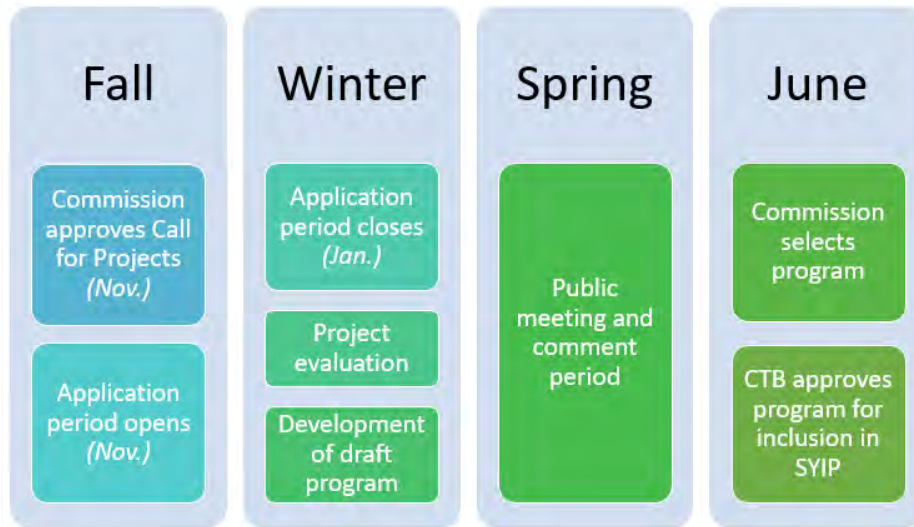 Fall
Commission
approves Call
for Projects
(Nov.)
Application
period opens
(Nov.)
Winter
Application
period closes
(Jan.)
Project
evaluation
Development
of draft
program
Spring
Public
meeting and
comment
period
June
Commission
selects
program
CTB approves
program for
inclusion in
SYIP